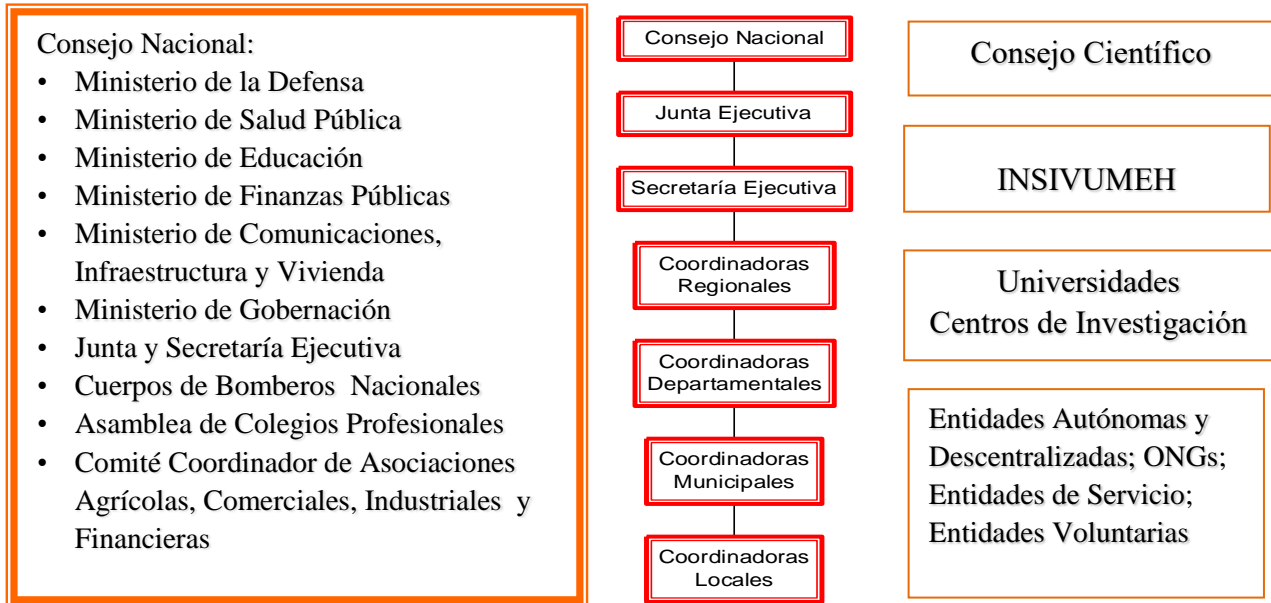 Consejo Nacional:
• Ministerio de la Defensa
• Ministerio de Salud Pública
• Ministerio de Educación
• Ministerio de Finanzas Públicas
• Ministerio de Comunicaciones,
Infraestructura y Vivienda
• Ministerio de Gobernación
• Junta y Secretaría Ejecutiva
• Cuerpos de Bomberos Nacionales
• Asamblea de Colegios Profesionales
• Comité Coordinador de Asociaciones
Agrícolas, Comerciales, Industriales y
Financieras
Consejo Nacional
Junta Ejecutiva
Secretaría Ejecutiva
Coordinadoras
Regionales
Coordinadoras
Departamentales
Coordinadoras
Municipales
Coordinadoras
Locales
Consejo Científico
INSIVUMEH
Universidades
Centros de Investigación
Entidades Autónomas y
Descentralizadas; ONGs;
Entidades de Servicio;
Entidades Voluntarias